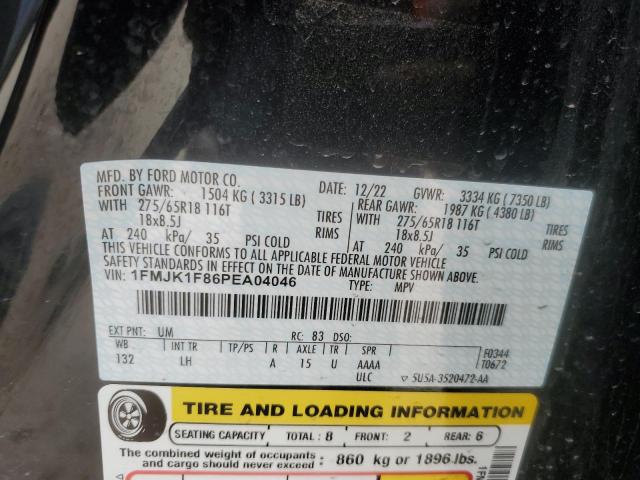 MFD. BY FORD MOTOR CO.
DATE: 12/22 GVWR: 3334 KG ( 7350 LB)
FRONT GAWR: 1504 KG ( 3315 LB)
REAR GAWR: 1987 KG ( 4380 LB)
WITH 275/65R18 116T TIRES
WITH 275/65R18 116T TIRES
18x8.5J RIMS
18x8.5J RIMS
AT 240 kPa/ 35 PSI COLD
AT 240 kPa/ 35 PSI COLD
THIS VEHICLE CONFORMS TO ALL APPLICABLE FEDERAL MOTOR VEHICLE
SAFETY STANDARDS IN EFFECT ON THE DATE OF MANUFACTURE SHOWN ABOVE.
VIN: 1FMJK1F86PEA04046
TYPE: MPV
EXT PNT: UM RC: 83 DSO:
WB INT TR TP/PS R AXLE TR SPR
132 LH A 15 U AAAA
ULC
F0344
T0672
5U5A-3520472-AA
TIRE AND LOADING INFORMATION
SEATING CAPACITY TOTAL: 8 FRONT: 2 REAR: 6
The combined weight of occupants
and cargo should never exceed : 860 kg or 1896 lbs.